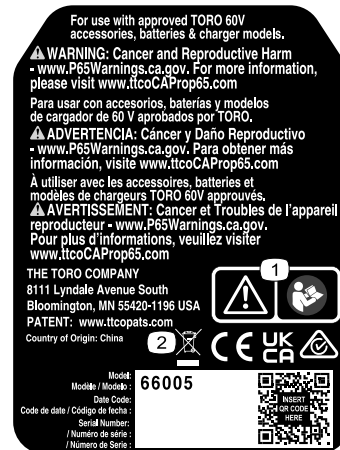 For use with approved TORO 60V
accessories, batteries & charger models.
⚠ WARNING: Cancer and Reproductive Harm
- www.P65Warnings.ca.gov. For more information,
please visit www.ttcoCAProp65.com
Para usar con accesorios, baterías y modelos
de cargador de 60 V aprobados por TORO.
⚠ ADVERTENCIA: Cáncer y Daño Reproductivo
- www.P65Warnings.ca.gov. Para obtener más
información, visite www.ttcoCAProp65.com
À utiliser avec les accessoires, batteries et
modèles de chargeurs TORO 60V approuvés.
⚠ AVERTISSEMENT: Cancer et Troubles de l'appareil
reproducteur - www.P65Warnings.ca.gov.
Pour plus d'informations, veuillez visiter
www.ttcoCAProp65.com
THE TORO COMPANY
8111 Lyndale Avenue South
Bloomington, MN 55420-1196 USA
PATENT: www.ttcopats.com
Country of Origin: China
1
2
CE
UK
CA
Model:
Modèle / Modelo :
66005
Date Code:
Code de date / Código de fecha :
Serial Number:
/ Numéro de série :
/ Número de Serie :
INSERT
QR CODE
HERE